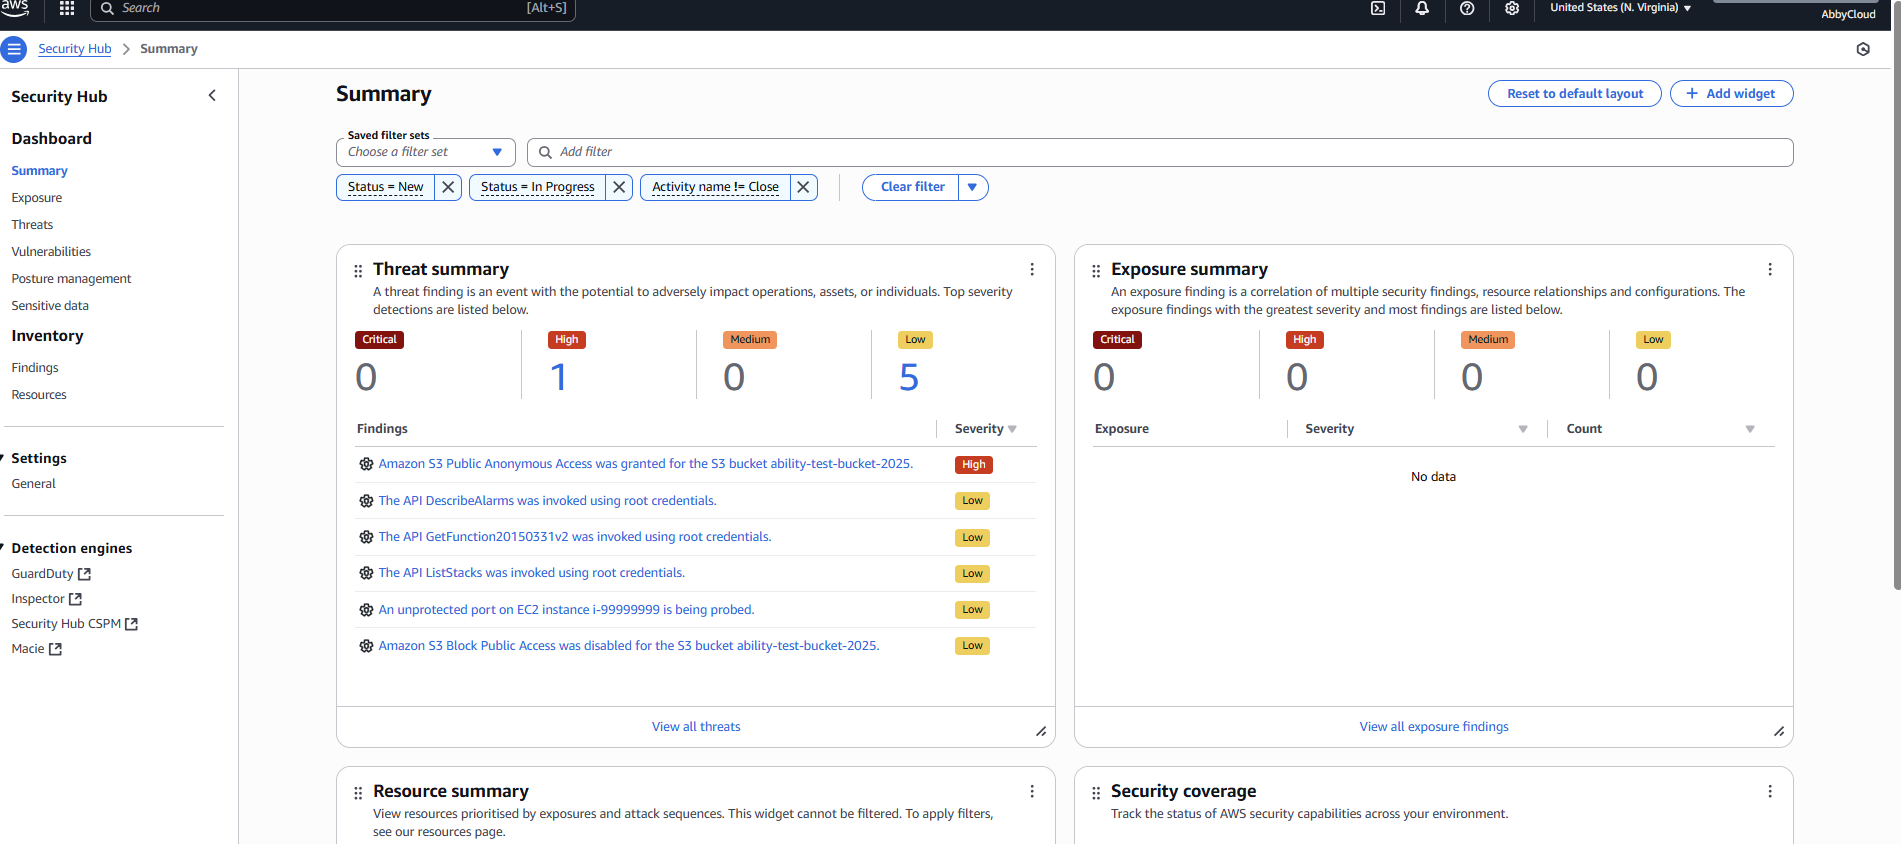 aws
Search
[Alt+S]
United States (N. Virginia)
AbbyCloud
Security Hub
Summary
Security Hub
Dashboard
Summary
Exposure
Threats
Vulnerabilities
Posture management
Sensitive data
Inventory
Findings
Resources
Settings
General
Detection engines
GuardDuty
Inspector
Security Hub CSPM
Macie
Summary
Reset to default layout
Add widget
Saved filter sets
Choose a filter set
Add filter
Status = New
Status = In Progress
Activity name != Close
Clear filter
Threat summary
A threat finding is an event with the potential to adversely impact operations, assets, or individuals. Top severity
detections are listed below.
Critical
High
Medium
Low
0
1
0
5
Findings
Severity
Amazon S3 Public Anonymous Access was granted for the S3 bucket ability-test-bucket-2025.
High
The API DescribeAlarms was invoked using root credentials.
Low
The API GetFunction20150331v2 was invoked using root credentials.
Low
The API ListStacks was invoked using root credentials.
Low
An unprotected port on EC2 instance i-99999999 is being probed.
Low
Amazon S3 Block Public Access was disabled for the S3 bucket ability-test-bucket-2025.
Low
View all threats
Exposure summary
An exposure finding is a correlation of multiple security findings, resource relationships and configurations. The
exposure findings with the greatest severity and most findings are listed below.
Critical
High
Medium
Low
0
0
0
0
Exposure
Severity
Count
No data
View all exposure findings
Resource summary
View resources prioritised by exposures and attack sequences. This widget cannot be filtered. To apply filters,
see our resources page.
Security coverage
Track the status of AWS security capabilities across your environment.